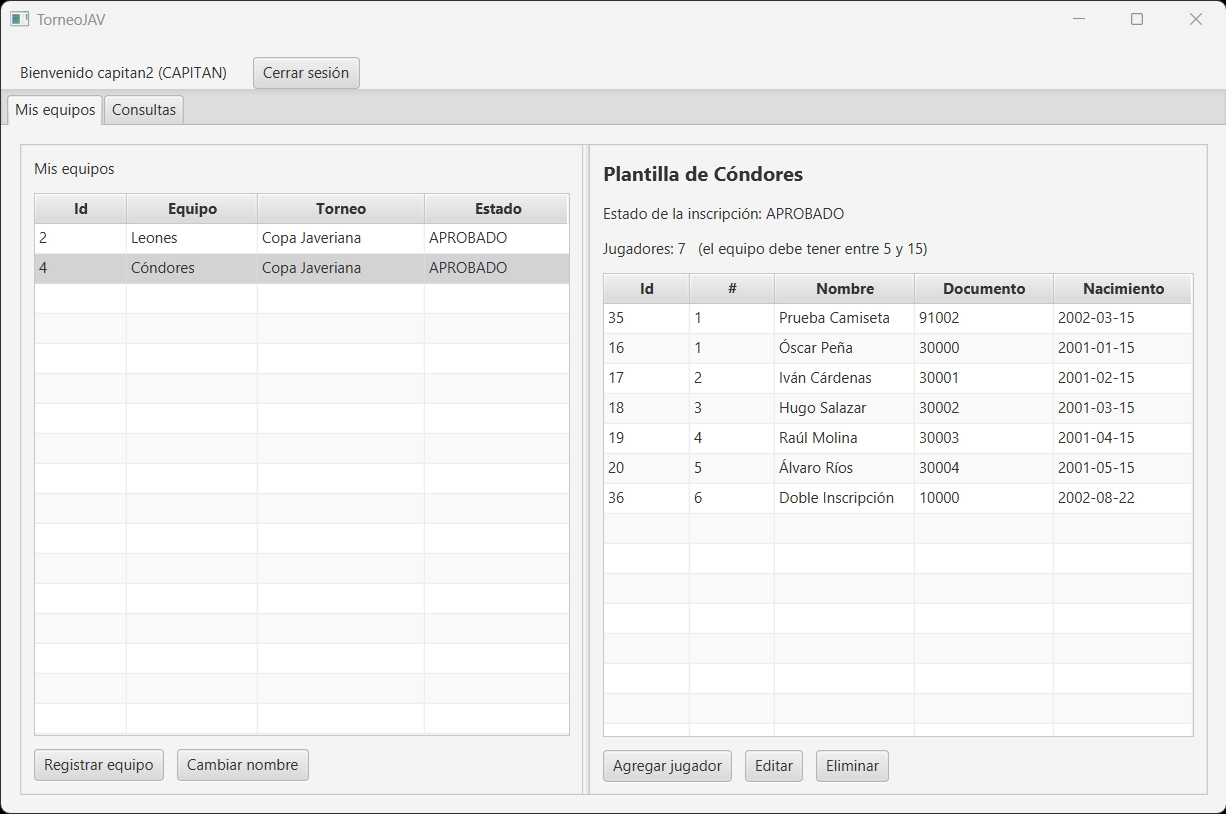 TorneoJAV
Bienvenido capitan2 (CAPITAN) Cerrar sesión
Mis equipos Consultas
Mis equipos
Id Equipo Torneo Estado
2 Leones Copa Javeriana APROBADO
4 Cóndores Copa Javeriana APROBADO
Registrar equipo Cambiar nombre
Plantilla de Cóndores
Estado de la inscripción: APROBADO
Jugadores: 7 (el equipo debe tener entre 5 y 15)
Id # Nombre Documento Nacimiento
35 1 Prueba Camiseta 91002 2002-03-15
16 1 Óscar Peña 30000 2001-01-15
17 2 Iván Cárdenas 30001 2001-02-15
18 3 Hugo Salazar 30002 2001-03-15
19 4 Raúl Molina 30003 2001-04-15
20 5 Álvaro Ríos 30004 2001-05-15
36 6 Doble Inscripción 10000 2002-08-22
Agregar jugador Editar Eliminar